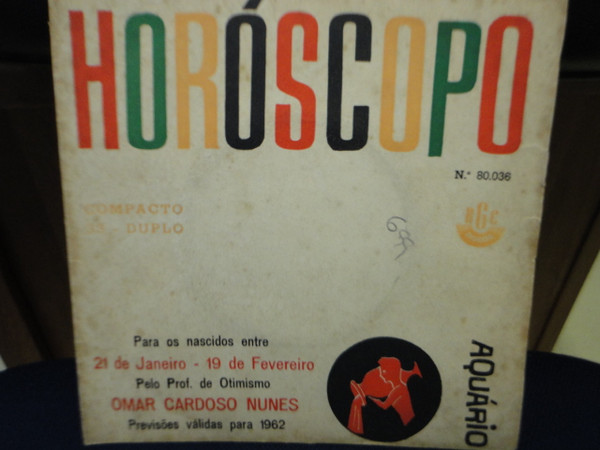 HORÓSCOPO
N.º 80.036
COMPACTO
DUPLO
RGE
Para os nascidos entre
21 de Janeiro - 19 de Fevereiro
Pelo Prof. de Otimismo
OMAR CARDOSO NUNES
Previsões válidas para 1962
AQUÁRIO